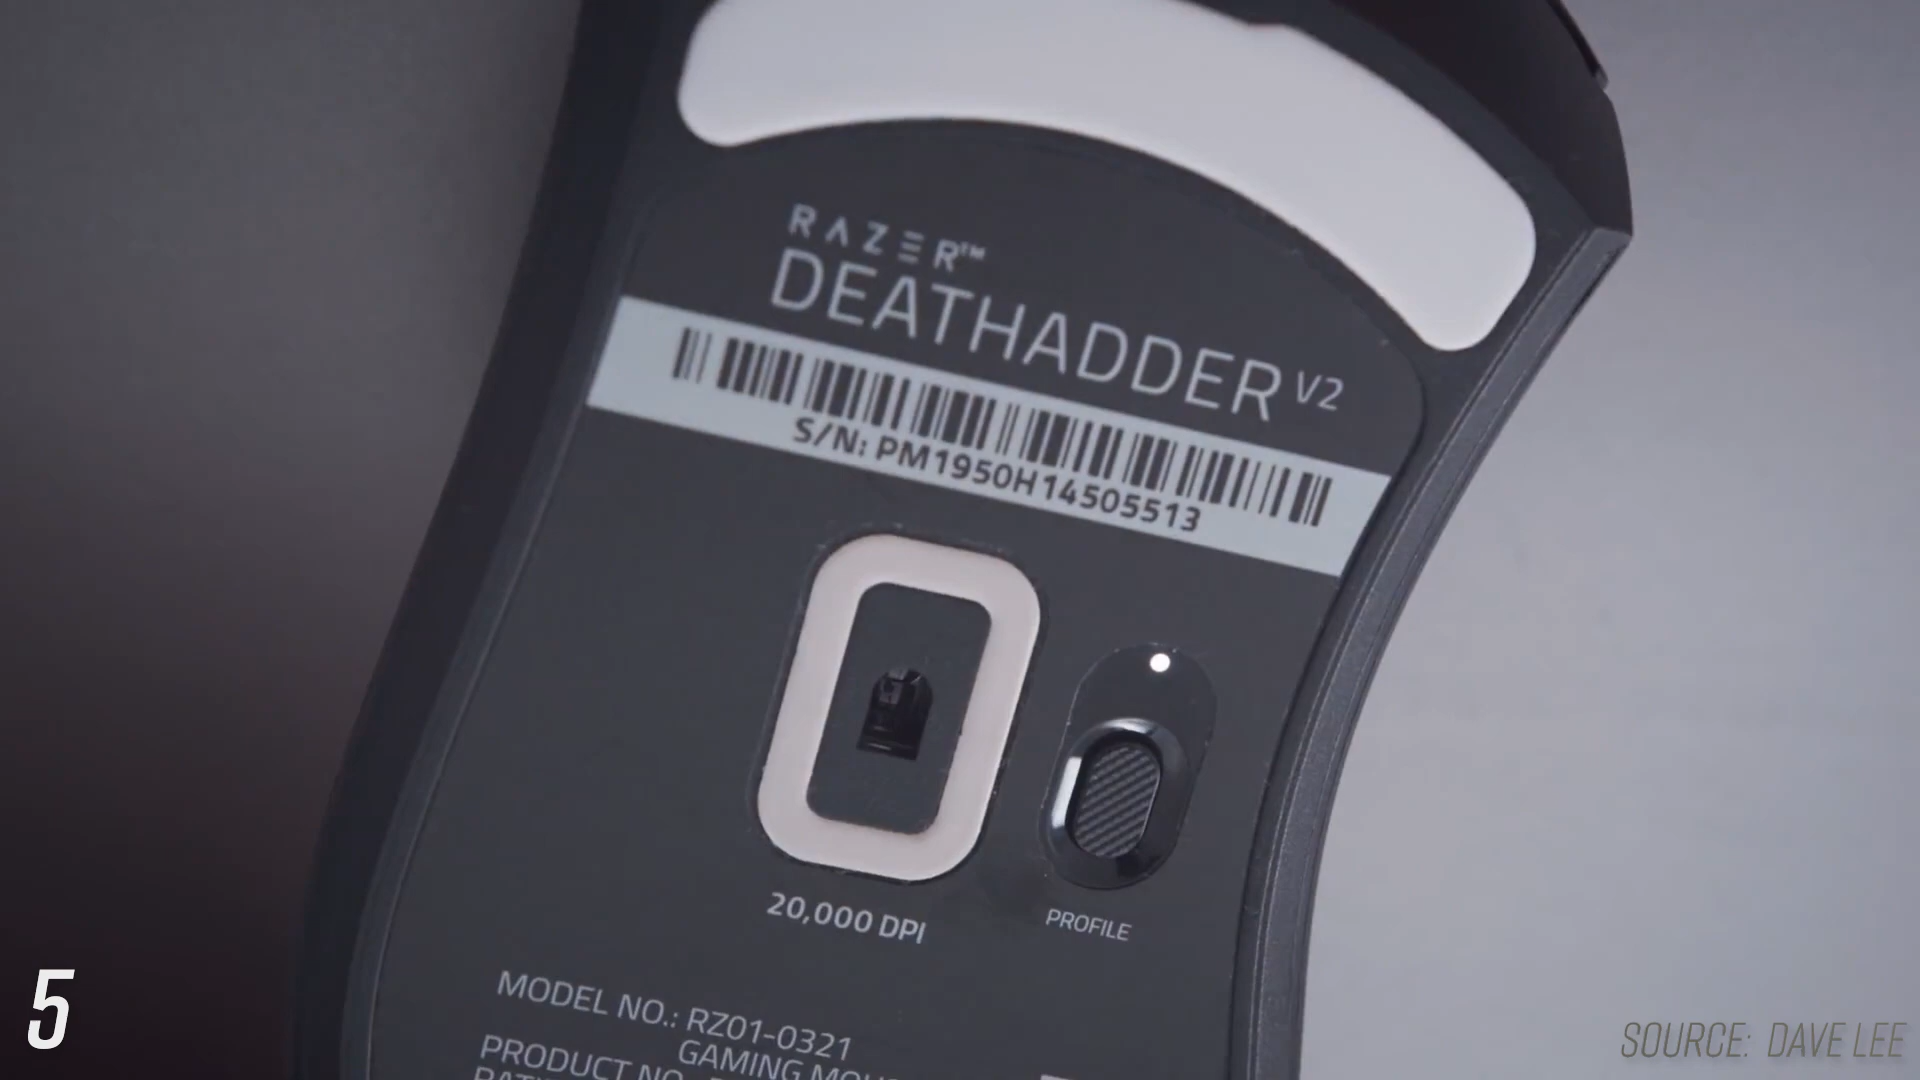 RAZER™
DEATHADDER V2
S/N: PM1950H14505513
20,000 DPI
PROFILE
MODEL NO.: RZ01-0321
GAMING
PRODUCT NO.
5
SOURCE: DAVE LEE